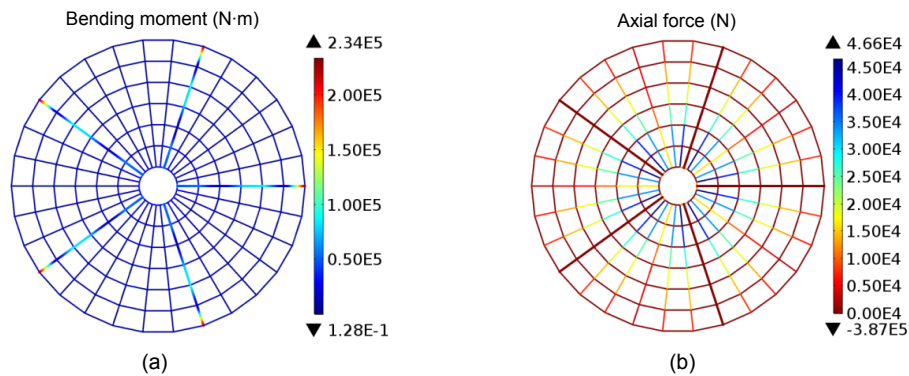 Bending moment (N·m)
▲ 2.34E5
2.00E5
1.50E5
1.00E5
0.50E5
▼ 1.28E-1
(a)
Axial force (N)
▲ 4.66E4
4.50E4
4.00E4
3.50E4
3.00E4
2.50E4
2.00E4
1.50E4
1.00E4
0.50E4
0.00E4
▼ -3.87E5
(b)